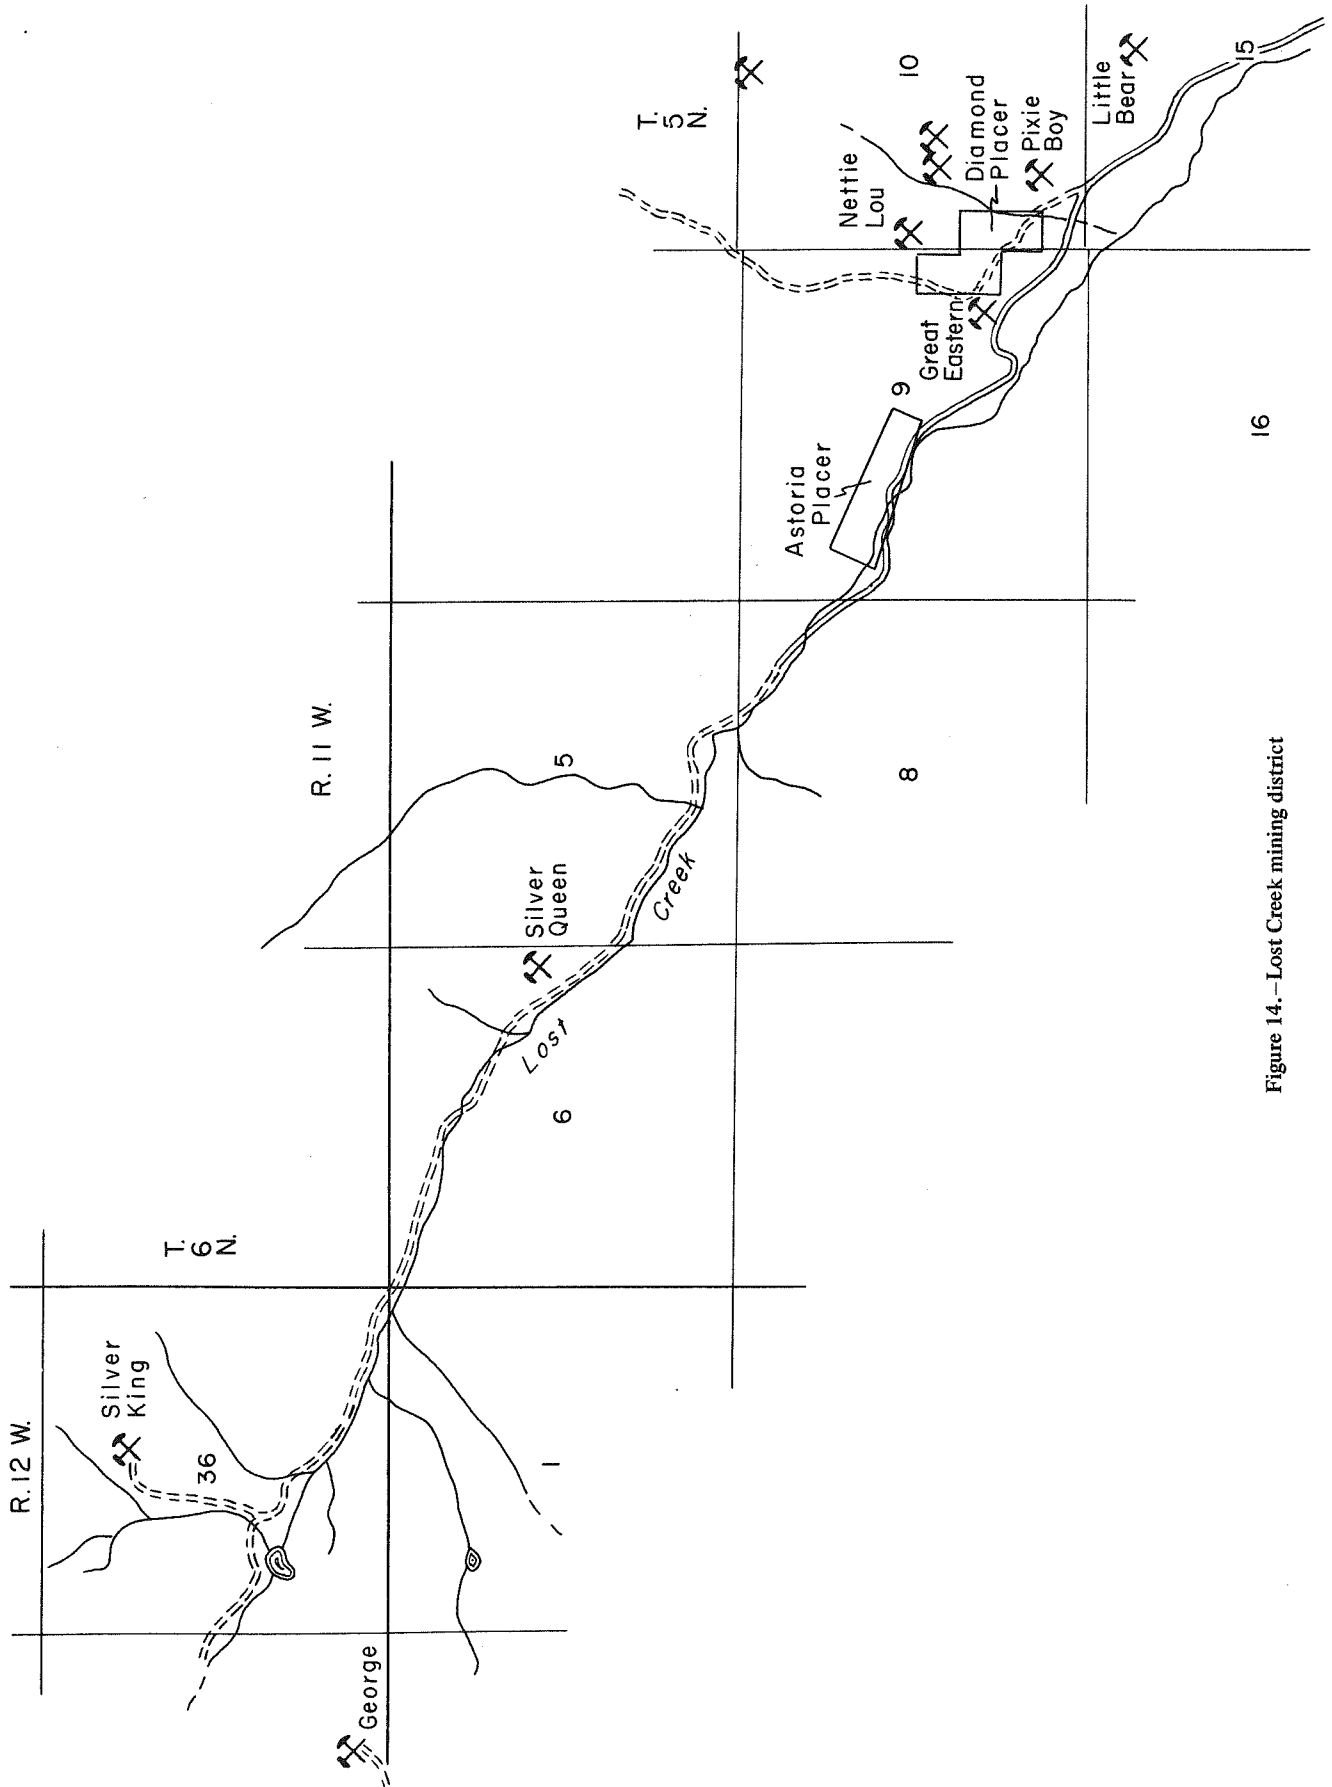 R. 12 W.
Silver
King
36
T.
6
N.
George
1
R. 11 W.
Silver
Queen
5
6
Lost
Creek
8
T.
5
N.
10
Nettie
Lou
Diamond
Placer
Pixie
Boy
Little
Bear
15
Great
Eastern
9
Astoria
Placer
16
Figure 14.—Lost Creek mining district